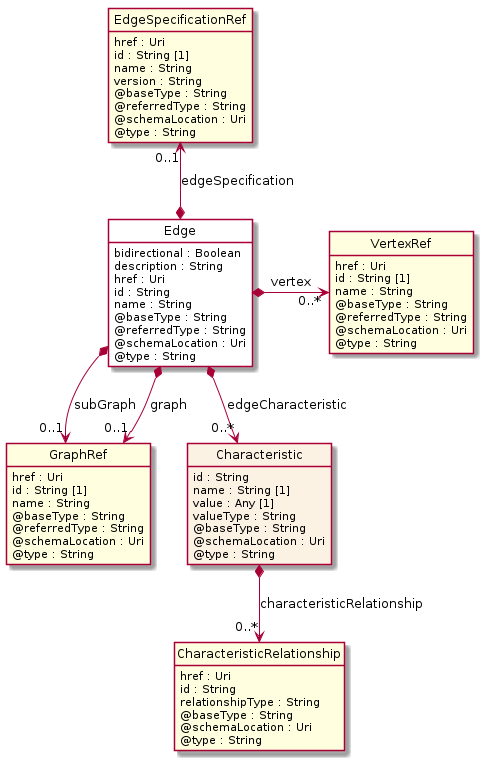 EdgeSpecificationRef
href : Uri
id : String [1]
name : String
version : String
@baseType : String
@referredType : String
@schemaLocation : Uri
@type : String
0..1
edgeSpecification
Edge
bidirectional : Boolean
description : String
href : Uri
id : String
name : String
@baseType : String
@referredType : String
@schemaLocation : Uri
@type : String
vertex
0..*
VertexRef
href : Uri
id : String [1]
name : String
@baseType : String
@referredType : String
@schemaLocation : Uri
@type : String
subGraph
0..1
graph
0..1
edgeCharacteristic
0..*
GraphRef
href : Uri
id : String [1]
name : String
@baseType : String
@referredType : String
@schemaLocation : Uri
@type : String
Characteristic
id : String
name : String [1]
value : Any [1]
valueType : String
@baseType : String
@schemaLocation : Uri
@type : String
characteristicRelationship
0..*
CharacteristicRelationship
href : Uri
id : String
relationshipType : String
@baseType : String
@schemaLocation : Uri
@type : String